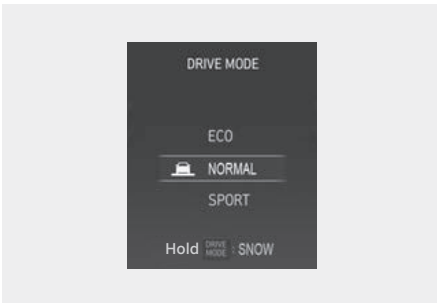 DRIVE MODE
ECO
NORMAL
SPORT
Hold DRIVE MODE : SNOW